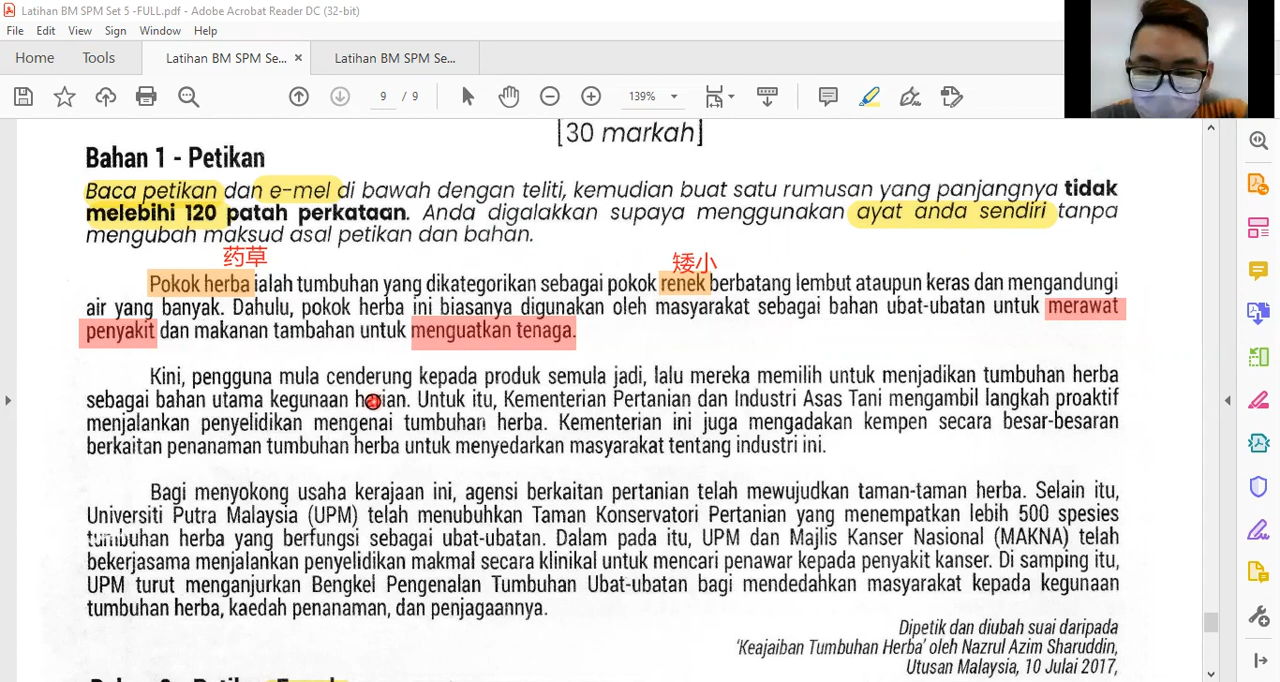 Latihan BM SPM Set 5 -FULL.pdf - Adobe Acrobat Reader DC (32-bit)
File Edit View Sign Window Help
Home Tools Latihan BM SPM Se... × Latihan BM SPM Se...
9 / 9 139%
[30 markah]
Bahan 1 - Petikan
Baca petikan dan e-mel di bawah dengan teliti, kemudian buat satu rumusan yang panjangnya tidak
melebihi 120 patah perkataan. Anda digalakkan supaya menggunakan ayat anda sendiri tanpa
mengubah maksud asal petikan dan bahan.
药草 矮小
Pokok herba ialah tumbuhan yang dikategorikan sebagai pokok renek berbatang lembut ataupun keras dan mengandungi
air yang banyak. Dahulu, pokok herba ini biasanya digunakan oleh masyarakat sebagai bahan ubat-ubatan untuk merawat
penyakit dan makanan tambahan untuk menguatkan tenaga.
Kini, pengguna mula cenderung kepada produk semula jadi, lalu mereka memilih untuk menjadikan tumbuhan herba
sebagai bahan utama kegunaan harian. Untuk itu, Kementerian Pertanian dan Industri Asas Tani mengambil langkah proaktif
menjalankan penyelidikan mengenai tumbuhan herba. Kementerian ini juga mengadakan kempen secara besar-besaran
berkaitan penanaman tumbuhan herba untuk menyedarkan masyarakat tentang industri ini.
Bagi menyokong usaha kerajaan ini, agensi berkaitan pertanian telah mewujudkan taman-taman herba. Selain itu,
Universiti Putra Malaysia (UPM) telah menubuhkan Taman Konservatori Pertanian yang menempatkan lebih 500 spesies
tumbuhan herba yang berfungsi sebagai ubat-ubatan. Dalam pada itu, UPM dan Majlis Kanser Nasional (MAKNA) telah
bekerjasama menjalankan penyelidikan makmal secara klinikal untuk mencari penawar kepada penyakit kanser. Di samping itu,
UPM turut menganjurkan Bengkel Pengenalan Tumbuhan Ubat-ubatan bagi mendedahkan masyarakat kepada kegunaan
tumbuhan herba, kaedah penanaman, dan penjagaannya.
Dipetik dan diubah suai daripada
'Keajaiban Tumbuhan Herba' oleh Nazrul Azim Sharuddin,
Utusan Malaysia, 10 Julai 2017,